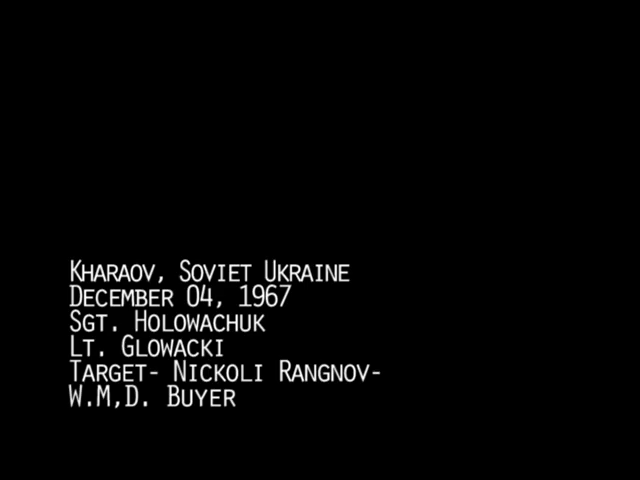 Kharaov, Soviet Ukraine
December 04, 1967
Sgt. Holowachuk
Lt. Glowacki
Target- Nickoli Rangnov-
W.M,D. Buyer